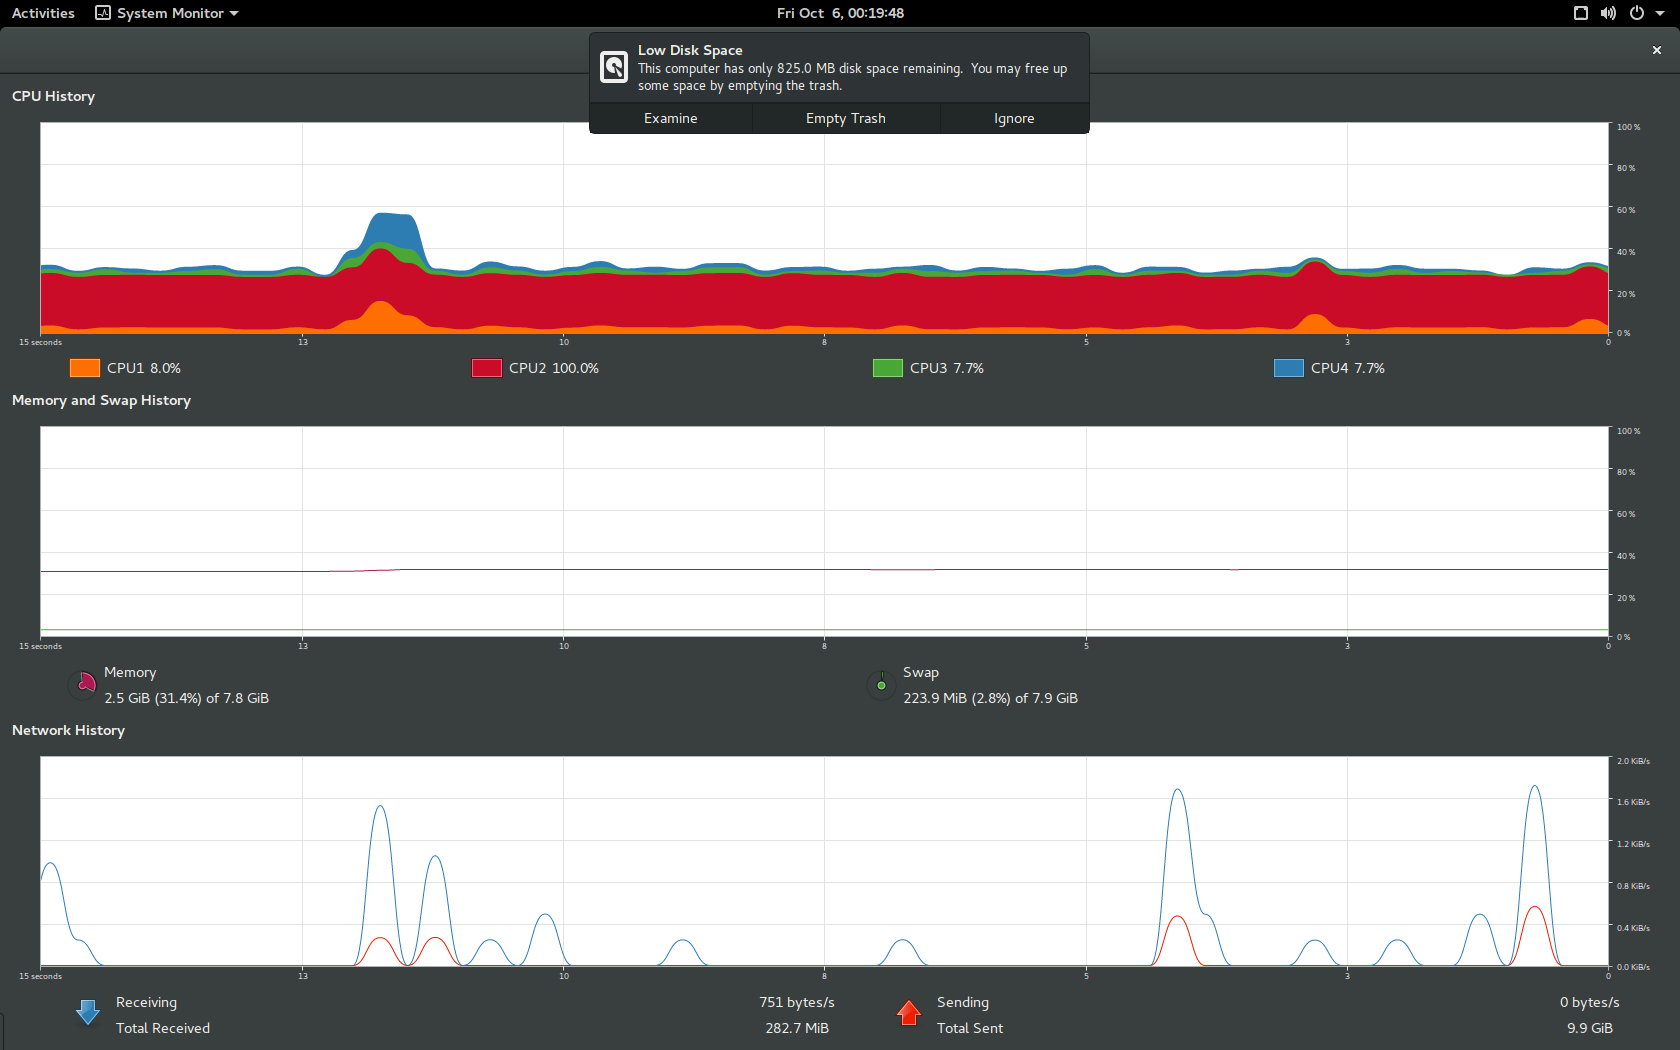 Activities
System Monitor
Fri Oct  6, 00:19:48
Low Disk Space
This computer has only 825.0 MB disk space remaining.  You may free up
some space by emptying the trash.
Examine
Empty Trash
Ignore
CPU History
100 %
80 %
60 %
40 %
20 %
0 %
15 seconds
13
10
8
5
3
0
CPU1 8.0%
CPU2 100.0%
CPU3 7.7%
CPU4 7.7%
Memory and Swap History
100 %
80 %
60 %
40 %
20 %
0 %
15 seconds
13
10
8
5
3
0
Memory
2.5 GiB (31.4%) of 7.8 GiB
Swap
223.9 MiB (2.8%) of 7.9 GiB
Network History
2.0 KiB/s
1.6 KiB/s
1.2 KiB/s
0.8 KiB/s
0.4 KiB/s
0.0 KiB/s
15 seconds
13
10
8
5
3
0
Receiving
751 bytes/s
Total Received
282.7 MiB
Sending
0 bytes/s
Total Sent
9.9 GiB